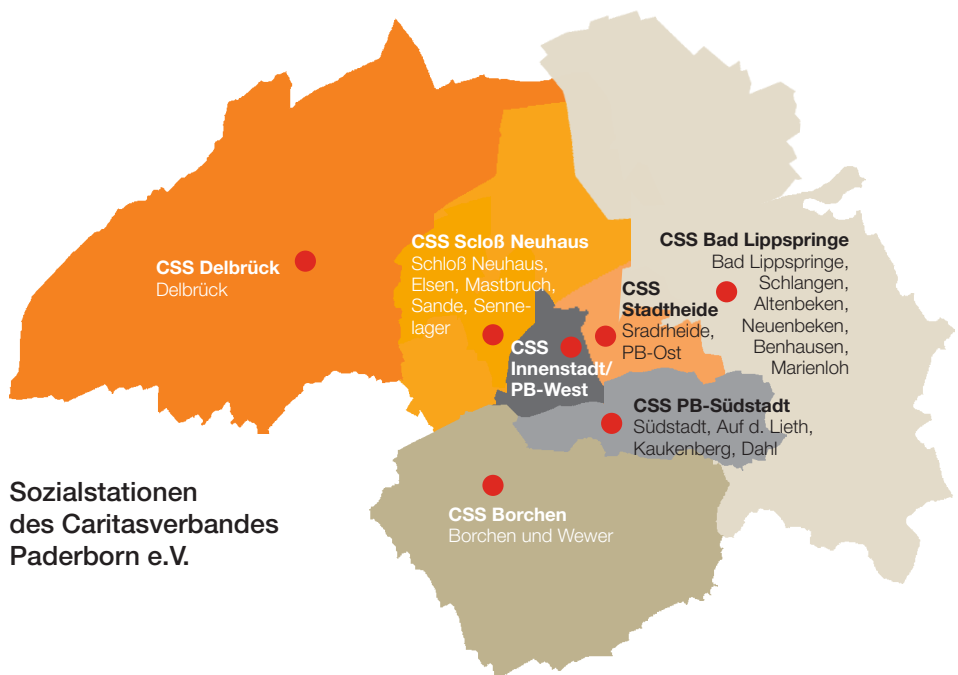 CSS Delbrück
Delbrück
CSS Scloß Neuhaus
Schloß Neuhaus,
Elsen, Mastbruch,
Sande, Senne-
lager
CSS
Innenstadt/
PB-West
CSS
Stadtheide
Sradrheide,
PB-Ost
CSS Bad Lippspringe
Bad Lippspringe,
Schlangen,
Altenbeken,
Neuenbeken,
Benhausen,
Marienloh
CSS PB-Südstadt
Südstadt, Auf d. Lieth,
Kaukenberg, Dahl
CSS Borchen
Borchen und Wewer
Sozialstationen
des Caritasverbandes
Paderborn e.V.